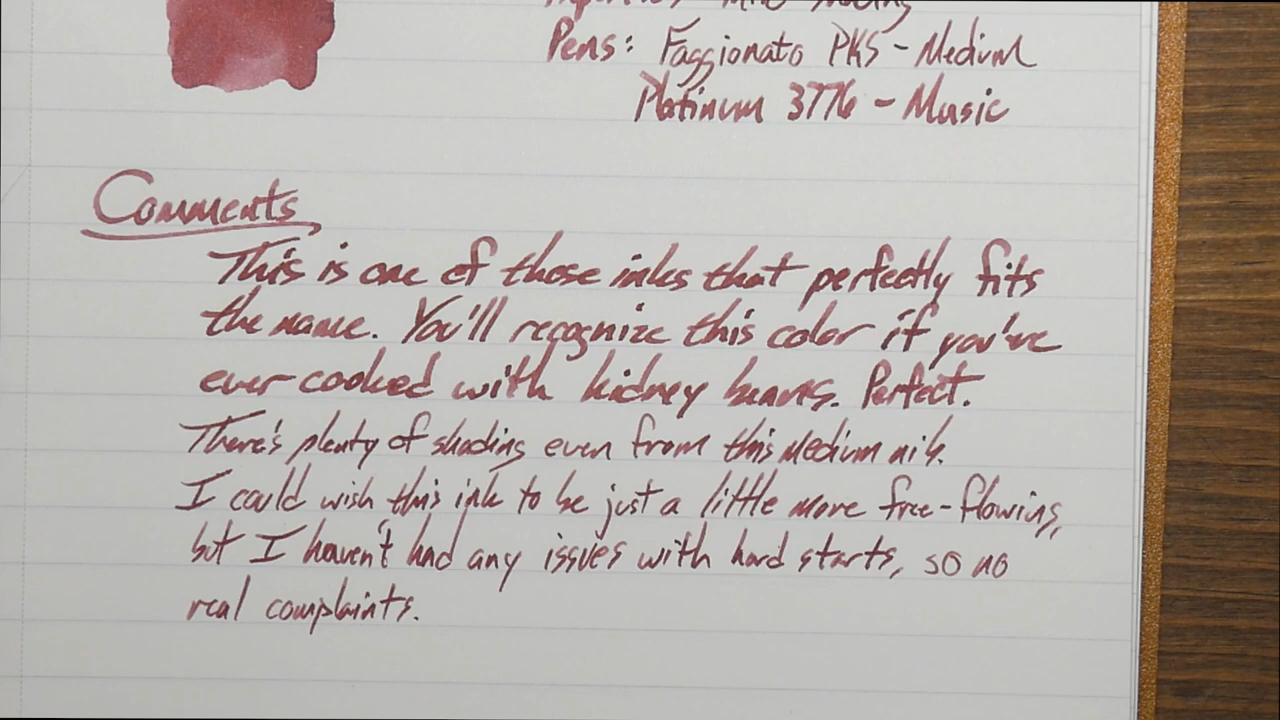 Pens: Faggionato PKS - Medium
Platinum 3776 - Music
Comments
This is one of those inks that perfectly fits
the name. You'll recognize this color if you've
ever cooked with kidney beans. Perfect.
There's plenty of shading even from this medium nib.
I could wish this ink to be just a little more free-flowing,
but I haven't had any issues with hard starts, so no
real complaints.